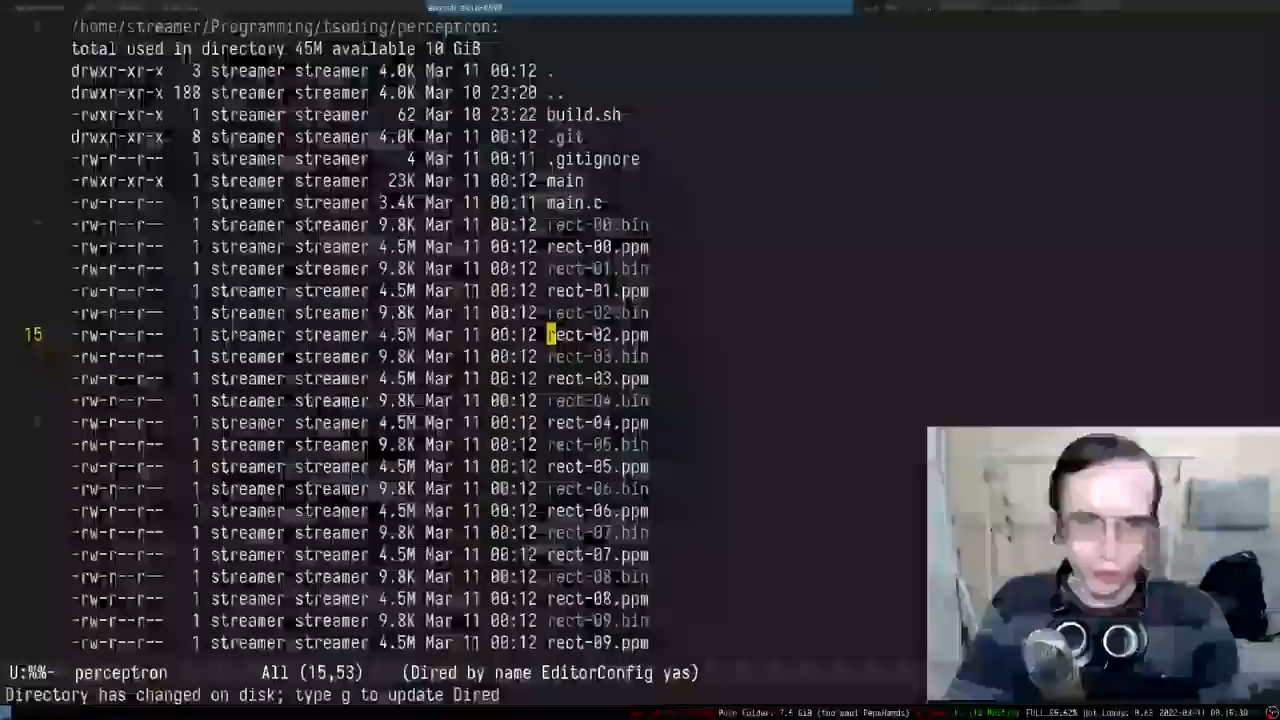 /home/streamer/Programming/tsoding/perceptron:
total used in directory 45M available 10 GiB
drwxr-xr-x 3 streamer streamer 4.0K Mar 11 00:12 .
drwxr-xr-x 188 streamer streamer 4.0K Mar 10 23:20 ..
-rwxr-xr-x 1 streamer streamer 62 Mar 10 23:22 build.sh
drwxr-xr-x 8 streamer streamer 4.0K Mar 11 00:12 .git
-rw-r--r-- 1 streamer streamer 4 Mar 11 00:11 .gitignore
-rwxr-xr-x 1 streamer streamer 23K Mar 11 00:12 main
-rw-r--r-- 1 streamer streamer 3.4K Mar 11 00:11 main.c
-rw-r--r-- 1 streamer streamer 9.8K Mar 11 00:12 rect-00.bin
-rw-r--r-- 1 streamer streamer 4.5M Mar 11 00:12 rect-00.ppm
-rw-r--r-- 1 streamer streamer 9.8K Mar 11 00:12 rect-01.bin
-rw-r--r-- 1 streamer streamer 4.5M Mar 11 00:12 rect-01.ppm
-rw-r--r-- 1 streamer streamer 9.8K Mar 11 00:12 rect-02.bin
15 -rw-r--r-- 1 streamer streamer 4.5M Mar 11 00:12 rect-02.ppm
-rw-r--r-- 1 streamer streamer 9.8K Mar 11 00:12 rect-03.bin
-rw-r--r-- 1 streamer streamer 4.5M Mar 11 00:12 rect-03.ppm
-rw-r--r-- 1 streamer streamer 9.8K Mar 11 00:12 rect-04.bin
-rw-r--r-- 1 streamer streamer 4.5M Mar 11 00:12 rect-04.ppm
-rw-r--r-- 1 streamer streamer 9.8K Mar 11 00:12 rect-05.bin
-rw-r--r-- 1 streamer streamer 4.5M Mar 11 00:12 rect-05.ppm
-rw-r--r-- 1 streamer streamer 9.8K Mar 11 00:12 rect-06.bin
-rw-r--r-- 1 streamer streamer 4.5M Mar 11 00:12 rect-06.ppm
-rw-r--r-- 1 streamer streamer 9.8K Mar 11 00:12 rect-07.bin
-rw-r--r-- 1 streamer streamer 4.5M Mar 11 00:12 rect-07.ppm
-rw-r--r-- 1 streamer streamer 9.8K Mar 11 00:12 rect-08.bin
-rw-r--r-- 1 streamer streamer 4.5M Mar 11 00:12 rect-08.ppm
-rw-r--r-- 1 streamer streamer 9.8K Mar 11 00:12 rect-09.bin
-rw-r--r-- 1 streamer streamer 4.5M Mar 11 00:12 rect-09.ppm
U:%%- perceptron All (15,53) (Dired by name EditorConfig yas)
Directory has changed on disk; type g to update Dired